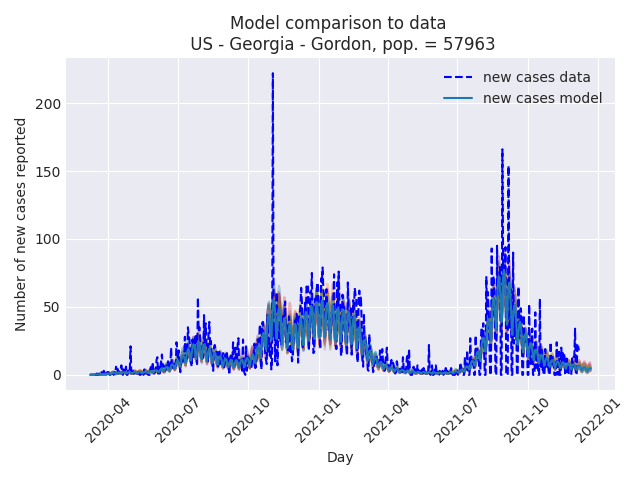 Model comparison to data
US - Georgia - Gordon, pop. = 57963
new cases data
new cases model
Number of new cases reported
200
150
100
50
0
2020-04
2020-07
2020-10
2021-01
2021-04
2021-07
2021-10
2022-01
Day